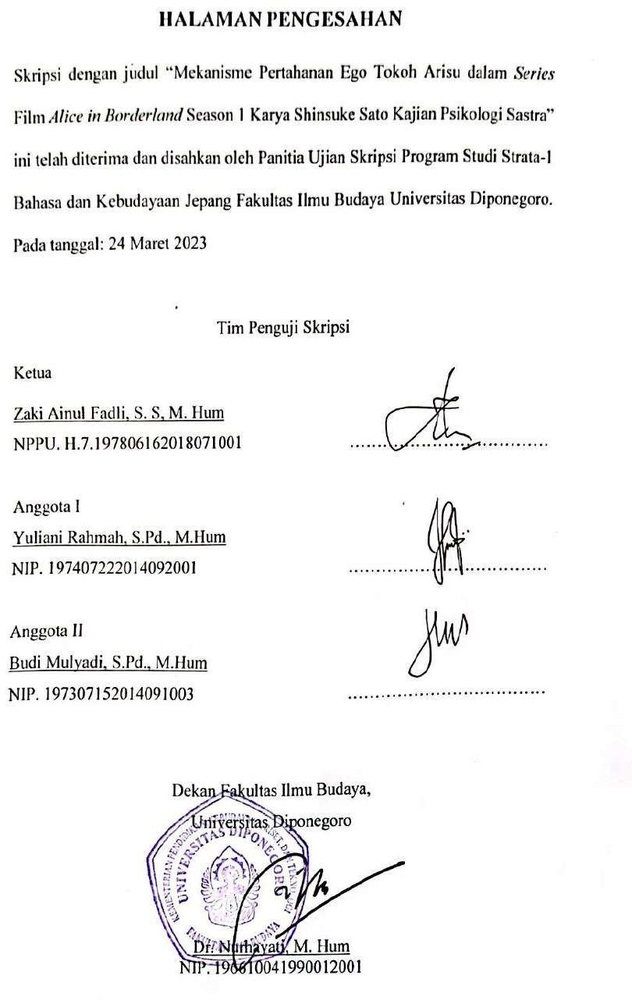 HALAMAN PENGESAHAN
Skripsi dengan judul “Mekanisme Pertahanan Ego Tokoh Arisu dalam Series
Film Alice in Borderland Season 1 Karya Shinsuke Sato Kajian Psikologi Sastra”
ini telah diterima dan disahkan oleh Panitia Ujian Skripsi Program Studi Strata-1
Bahasa dan Kebudayaan Jepang Fakultas Ilmu Budaya Universitas Diponegoro.
Pada tanggal: 24 Maret 2023
Tim Penguji Skripsi
Ketua
Zaki Ainul Fadli, S. S, M. Hum
NPPU. H.7.197806162018071001
Anggota I
Yuliani Rahmah, S.Pd., M.Hum
NIP. 197407222014092001
Anggota II
Budi Mulyadi, S.Pd., M.Hum
NIP. 197307152014091003
Dekan Fakultas Ilmu Budaya,
Universitas Diponegoro
UNIVERSITAS DIPONEGORO
Dr. Nurhayati, M. Hum
NIP. 196610041990012001